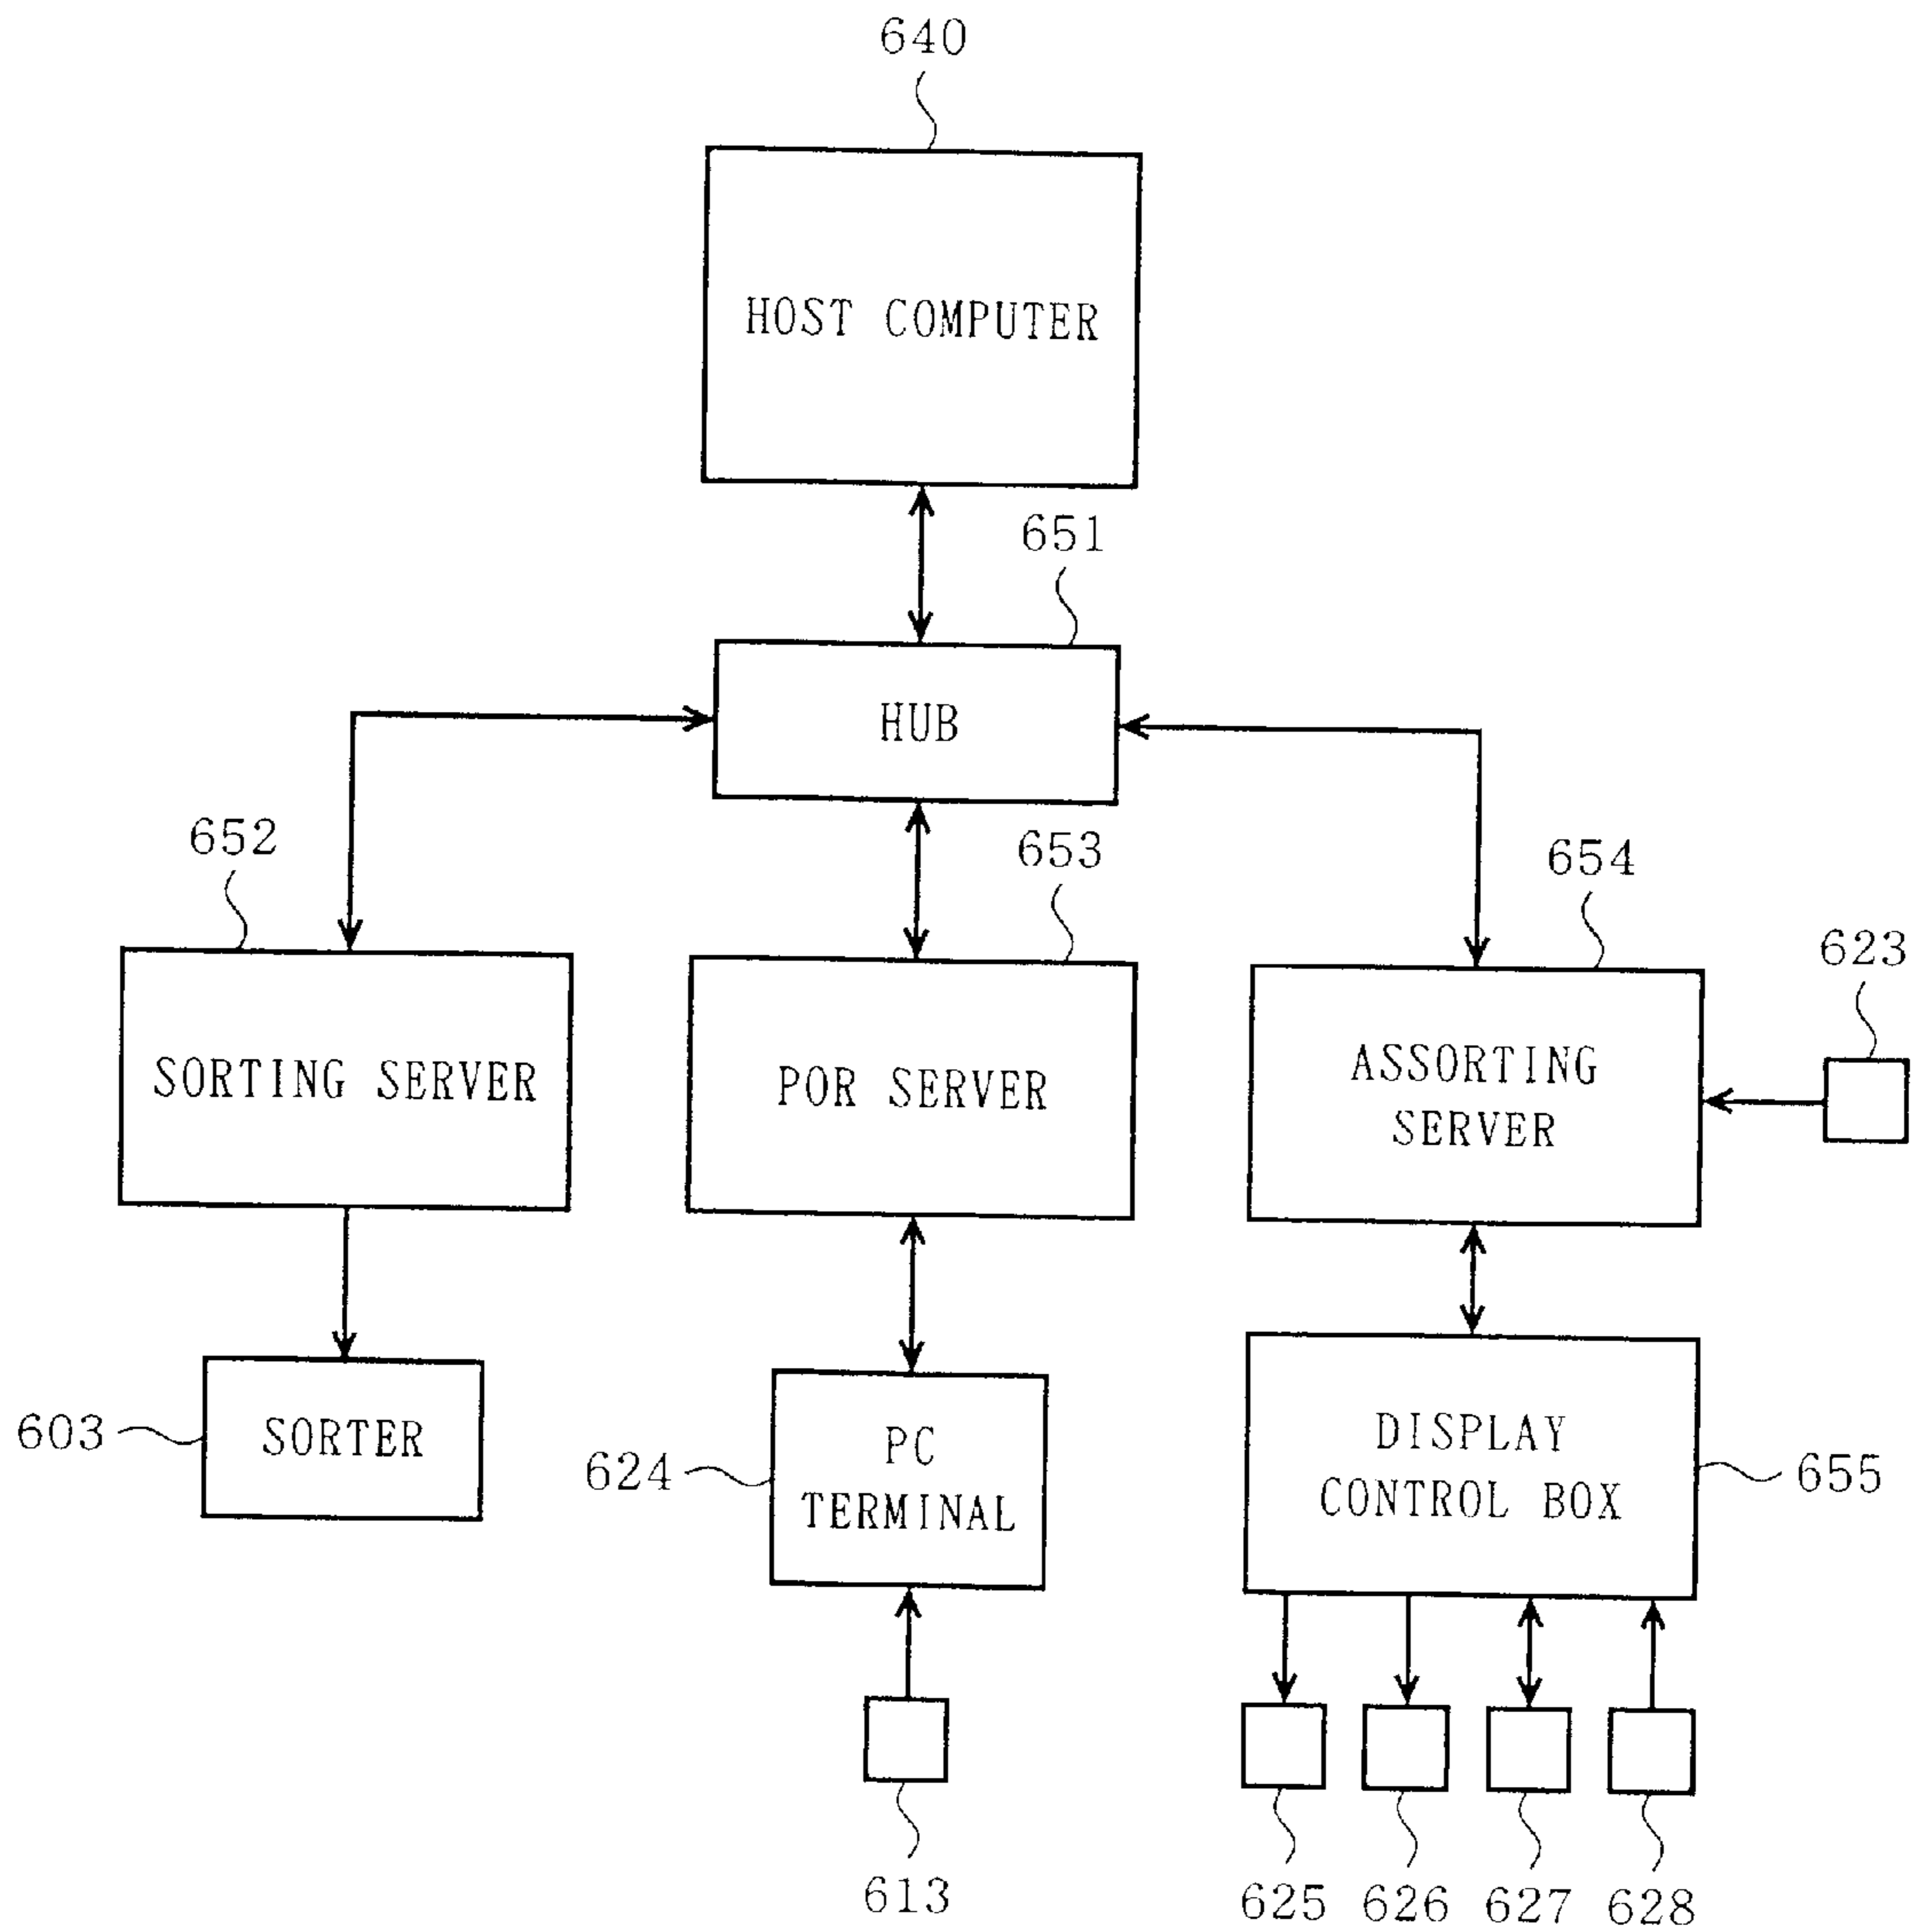 640
HOST COMPUTER
651
HUB
652
653
654
623
SORTING SERVER
POR SERVER
ASSORTING
SERVER
603
SORTER
624
PC
TERMINAL
DISPLAY
CONTROL BOX
655
613
625
626
627
628